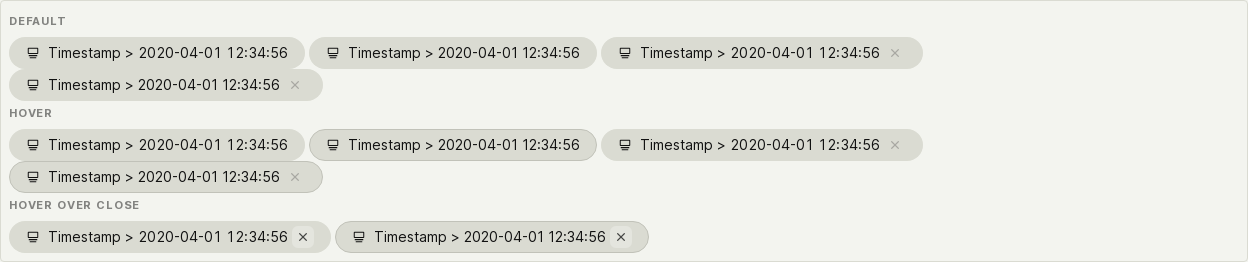 DEFAULT
Timestamp > 2020-04-01 12:34:56 Timestamp > 2020-04-01 12:34:56 Timestamp > 2020-04-01 12:34:56
Timestamp > 2020-04-01 12:34:56
HOVER
Timestamp > 2020-04-01 12:34:56 Timestamp > 2020-04-01 12:34:56 Timestamp > 2020-04-01 12:34:56
Timestamp > 2020-04-01 12:34:56
HOVER OVER CLOSE
Timestamp > 2020-04-01 12:34:56 Timestamp > 2020-04-01 12:34:56